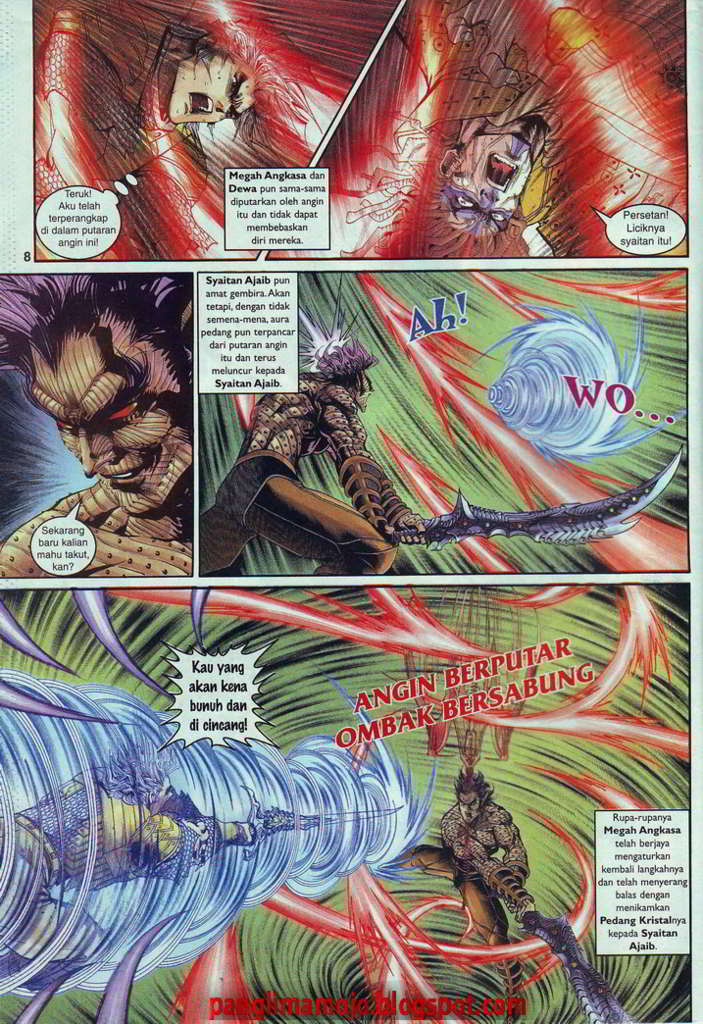 Teruk!
Aku telah
terperangkap
di dalam putaran
angin ini!
Megah Angkasa dan
Dewa pun sama-sama
diputarkan oleh angin
itu dan tidak dapat
membebaskan
diri mereka.
Persetan!
Liciknya
syaitan itu!
8
Sekarang
baru kalian
mahu takut,
kan?
Syaitan Ajaib pun
amat gembira. Akan
tetapi, dengan tidak
semena-mena, aura
pedang pun terpancar
dari putaran angin
itu dan terus
meluncur kepada
Syaitan Ajaib.
Ah!
WO...
Kau yang
akan kena
bunuh dan
di cincang!
ANGIN BERPUTAR
OMBAK BERSABUNG
Rupa-rupanya
Megah Angkasa
telah berjaya
mengaturkan
kembali langkahnya
dan telah menyerang
balas dengan
menikamkan
Pedang Kristalnya
kepada Syaitan
Ajaib.
panglimamojo.blogspot.com